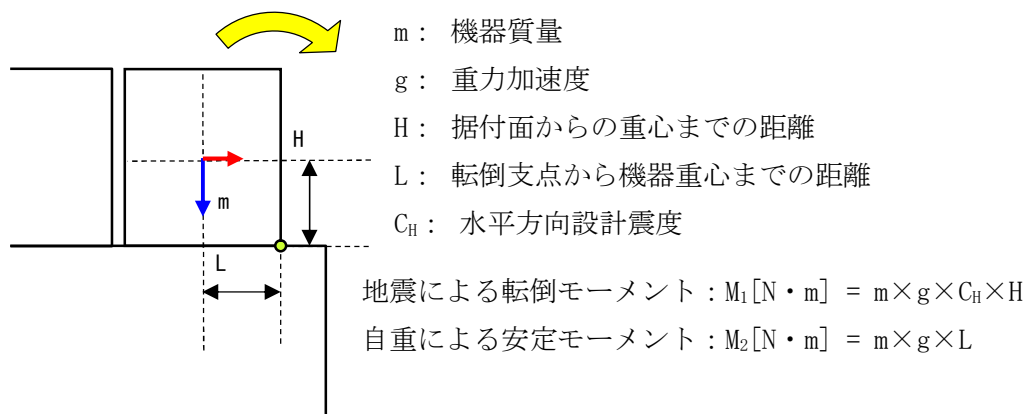 m： 機器質量
g： 重力加速度
H： 据付面からの重心までの距離
L： 転倒支点から機器重心までの距離
C_H： 水平方向設計震度
H
m
L
地震による転倒モーメント：M₁[N・m] = m×g×C_H×H
自重による安定モーメント：M₂[N・m] = m×g×L